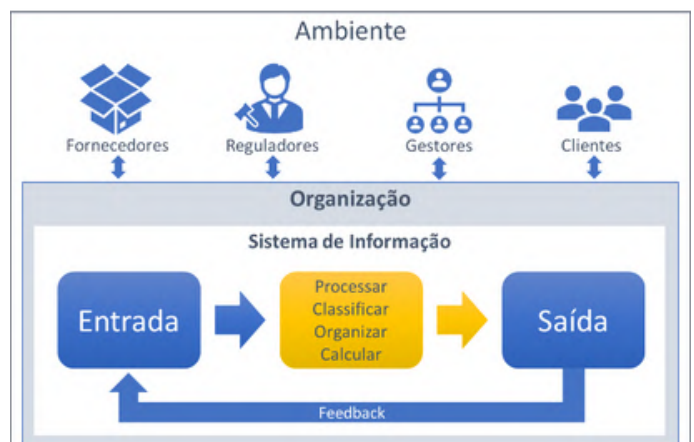 Ambiente
Fornecedores
Reguladores
Gestores
Clientes
Organização
Sistema de Informação
Entrada
Processar
Classificar
Organizar
Calcular
Saída
Feedback